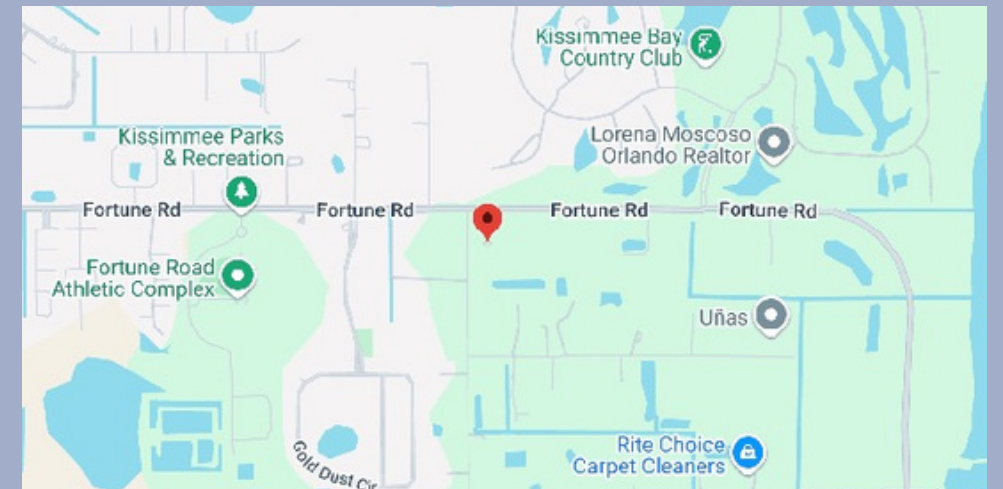 Kissimmee Bay
Country Club
Kissimmee Parks
& Recreation
Lorena Moscoso
Orlando Realtor
Fortune Rd
Fortune Rd
Fortune Rd
Fortune Rd
Fortune Road
Athletic Complex
Uñas
Gold Dust Cir
Rite Choice
Carpet Cleaners